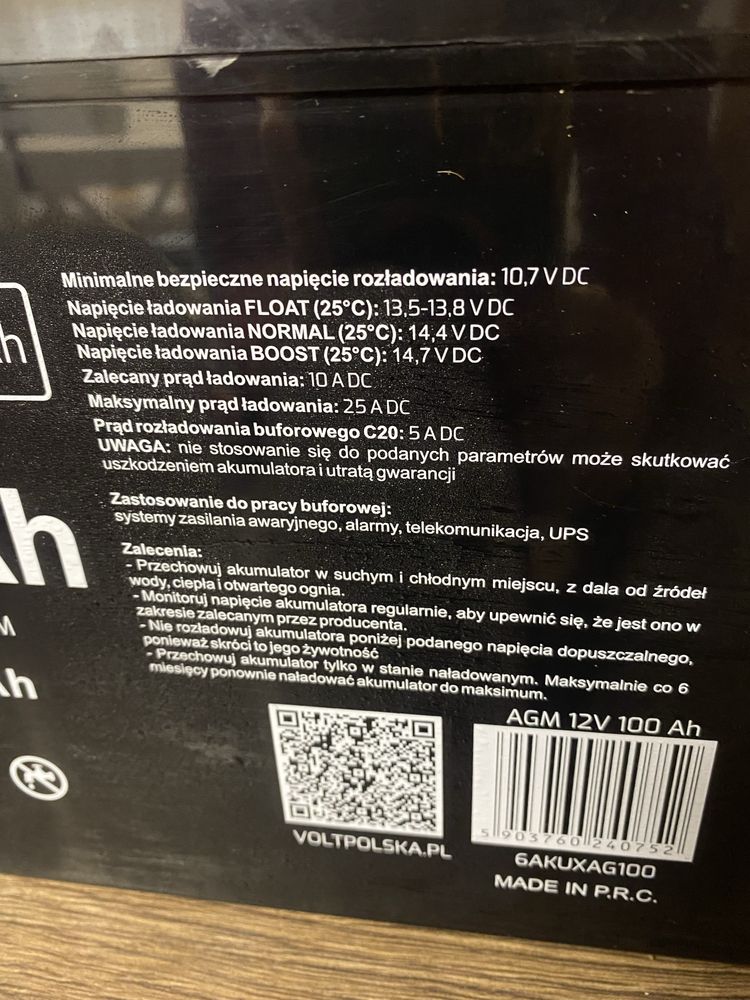 Minimalne bezpieczne napięcie rozładowania: 10,7 V DC
Napięcie ładowania FLOAT (25°C): 13,5-13,8 V DC
Napięcie ładowania NORMAL (25°C): 14,4 V DC
Napięcie ładowania BOOST (25°C): 14,7 V DC
Zalecany prąd ładowania: 10 A DC
Maksymalny prąd ładowania: 25 A DC
Prąd rozładowania buforowego C20: 5 A DC
UWAGA: nie stosowanie się do podanych parametrów może skutkować
uszkodzeniem akumulatora i utratą gwarancji
Zastosowanie do pracy buforowej:
systemy zasilania awaryjnego, alarmy, telekomunikacja, UPS
Zalecenia:
- Przechowuj akumulator w suchym i chłodnym miejscu, z dala od źródeł
wody, ciepła i otwartego ognia.
- Monitoruj napięcie akumulatora regularnie, aby upewnić się, że jest ono w
zakresie zalecanym przez producenta.
- Nie rozładowuj akumulatora poniżej podanego napięcia dopuszczalnego,
ponieważ skróci to jego żywotność
- Przechowuj akumulator tylko w stanie naładowanym. Maksymalnie co 6
miesięcy ponownie naładować akumulator do maksimum.
h
Ah
M
Ah
VOLTPOLSKA.PL
AGM 12V 100 Ah
5 903760 240752
6AKUXAG100
MADE IN P.R.C.